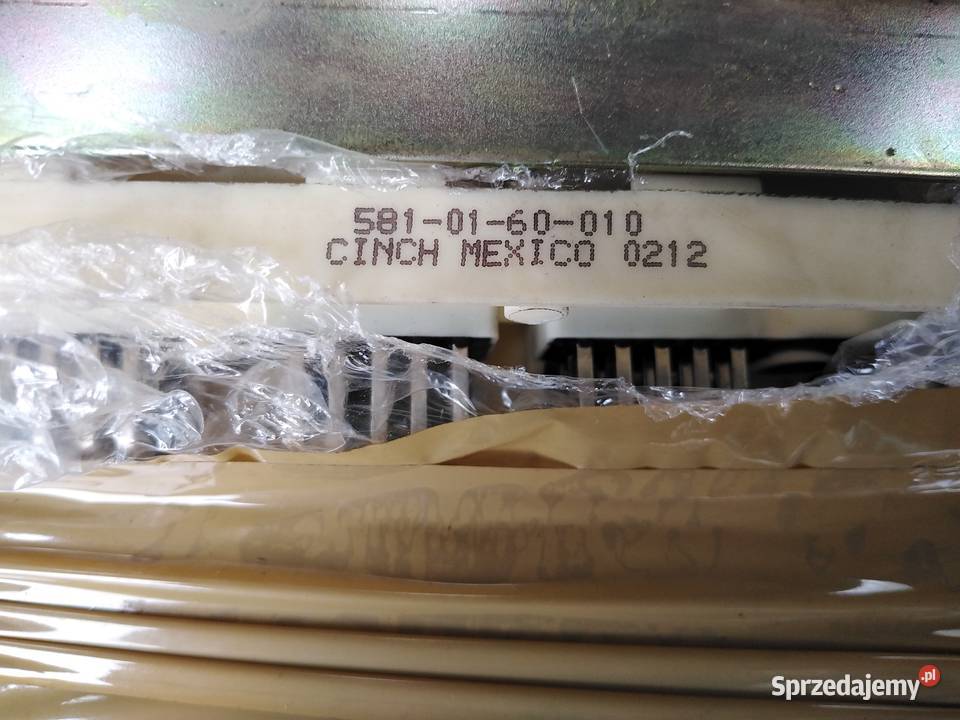 581-01-60-010
CINCH MEXICO 0212
Sprzedajemy.pl